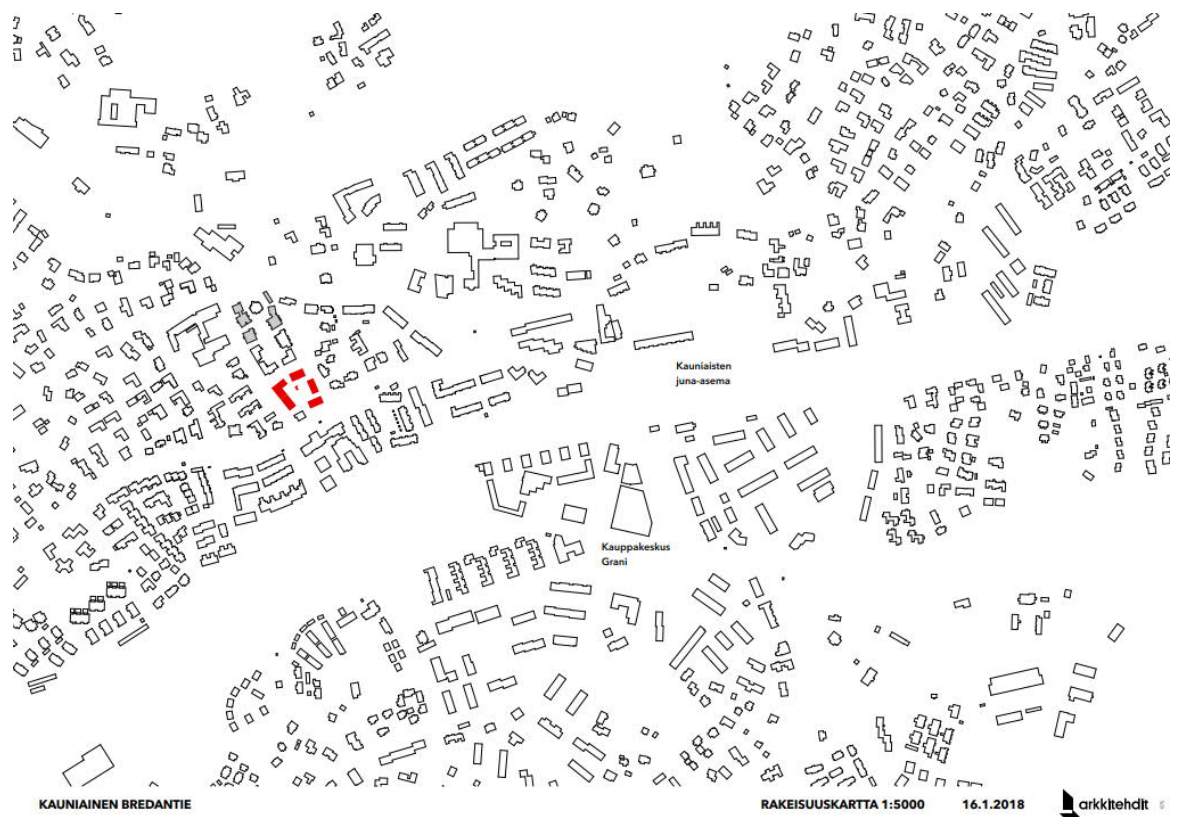 Kauniaisten
juna-asema
Kauppakeskus
Grani
KAUNIAINEN BREDANTIE
RAKEISUUSKARTTA 1:5000
16.1.2018
arkkitehdit